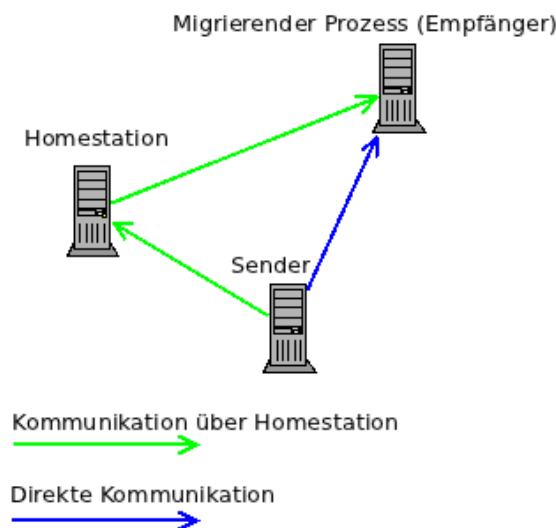 Migrierender Prozess (Empfänger)
Homestation
Sender
Kommunikation über Homestation
Direkte Kommunikation